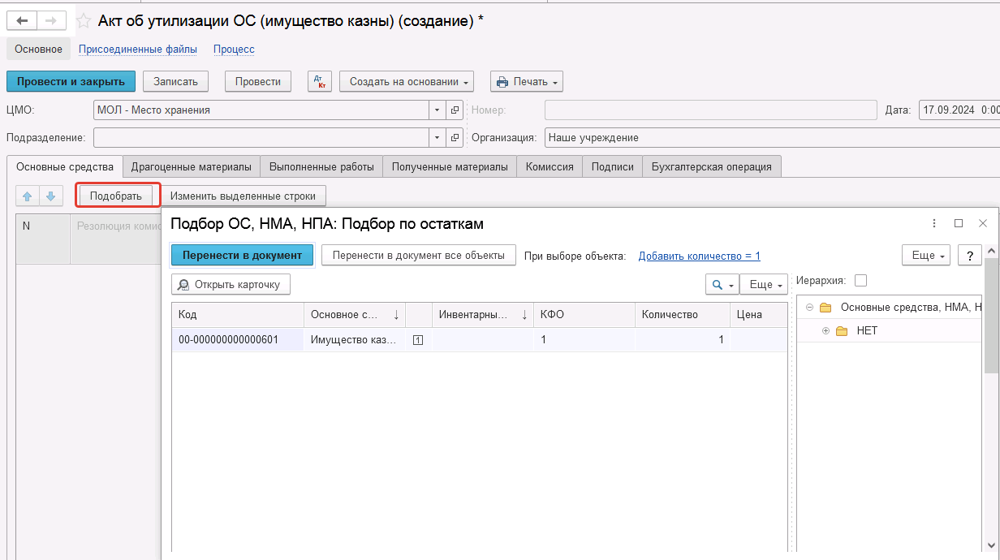 Акт об утилизации ОС (имущество казны) (создание) *
Основное Присоединенные файлы Процесс
Провести и закрыть Записать Провести Дт Кт Создать на основании Печать
ЦМО: МОЛ - Место хранения Номер: Дата: 17.09.2024 0:00
Подразделение: Организация: Наше учреждение
Основные средства Драгоценные материалы Выполненные работы Полученные материалы Комиссия Подписи Бухгалтерская операция
Подобрать Изменить выделенные строки
N Резолюция комис
Подбор ОС, НМА, НПА: Подбор по остаткам
Перенести в документ Перенести в документ все объекты При выборе объекта: Добавить количество = 1 Еще ?
Открыть карточку Еще Иерархия:
Код Основное с... Инвентарны... КФО Количество Цена
00-000000000000601 Имущество каз... 1 1 1
Основные средства, НМА, Н
НЕТ